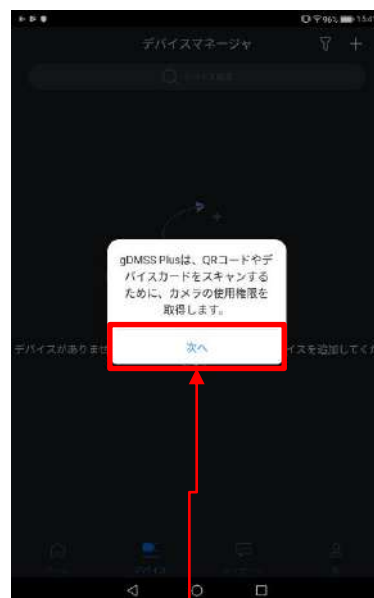 96%
デバイスマネージャ
gDMSS Plusは、QRコードやデ
バイスカードをスキャンする
ために、カメラの使用権限を
取得します。
デバイスがありませ
次へ
イスを追加してくだ